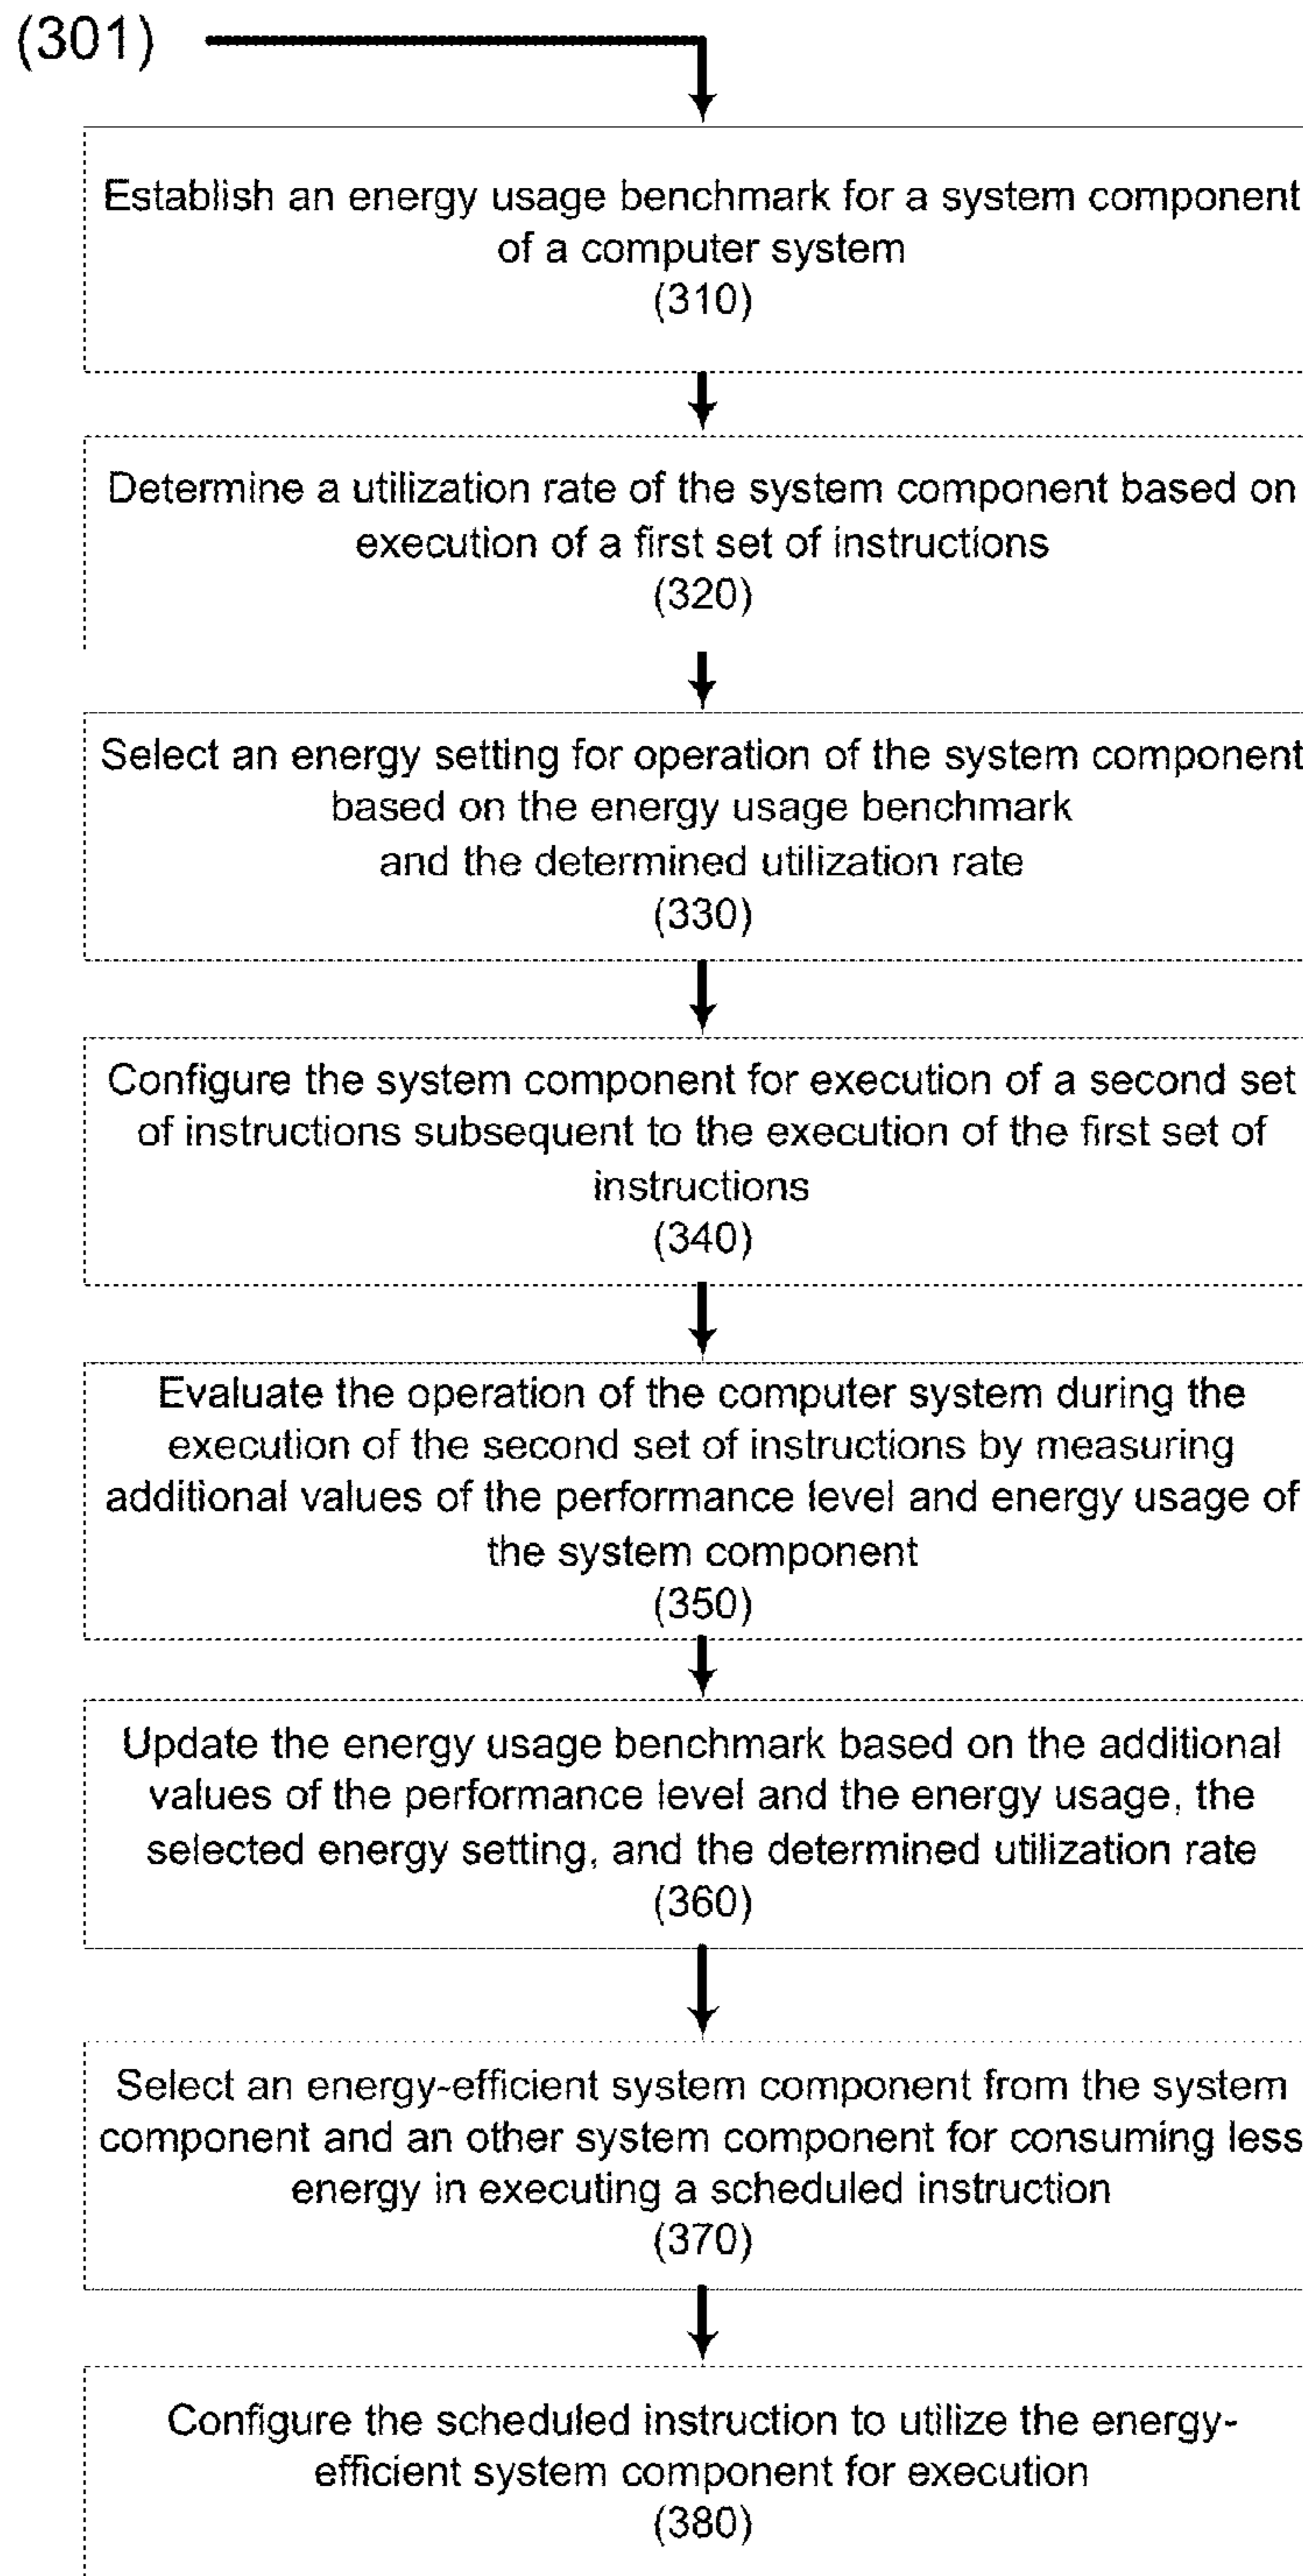 (301)
Establish an energy usage benchmark for a system component
of a computer system
(310)
Determine a utilization rate of the system component based on
execution of a first set of instructions
(320)
Select an energy setting for operation of the system component
based on the energy usage benchmark
and the determined utilization rate
(330)
Configure the system component for execution of a second set
of instructions subsequent to the execution of the first set of
instructions
(340)
Evaluate the operation of the computer system during the
execution of the second set of instructions by measuring
additional values of the performance level and energy usage of
the system component
(350)
Update the energy usage benchmark based on the additional
values of the performance level and the energy usage, the
selected energy setting, and the determined utilization rate
(360)
Select an energy-efficient system component from the system
component and an other system component for consuming less
energy in executing a scheduled instruction
(370)
Configure the scheduled instruction to utilize the energy-
efficient system component for execution
(380)